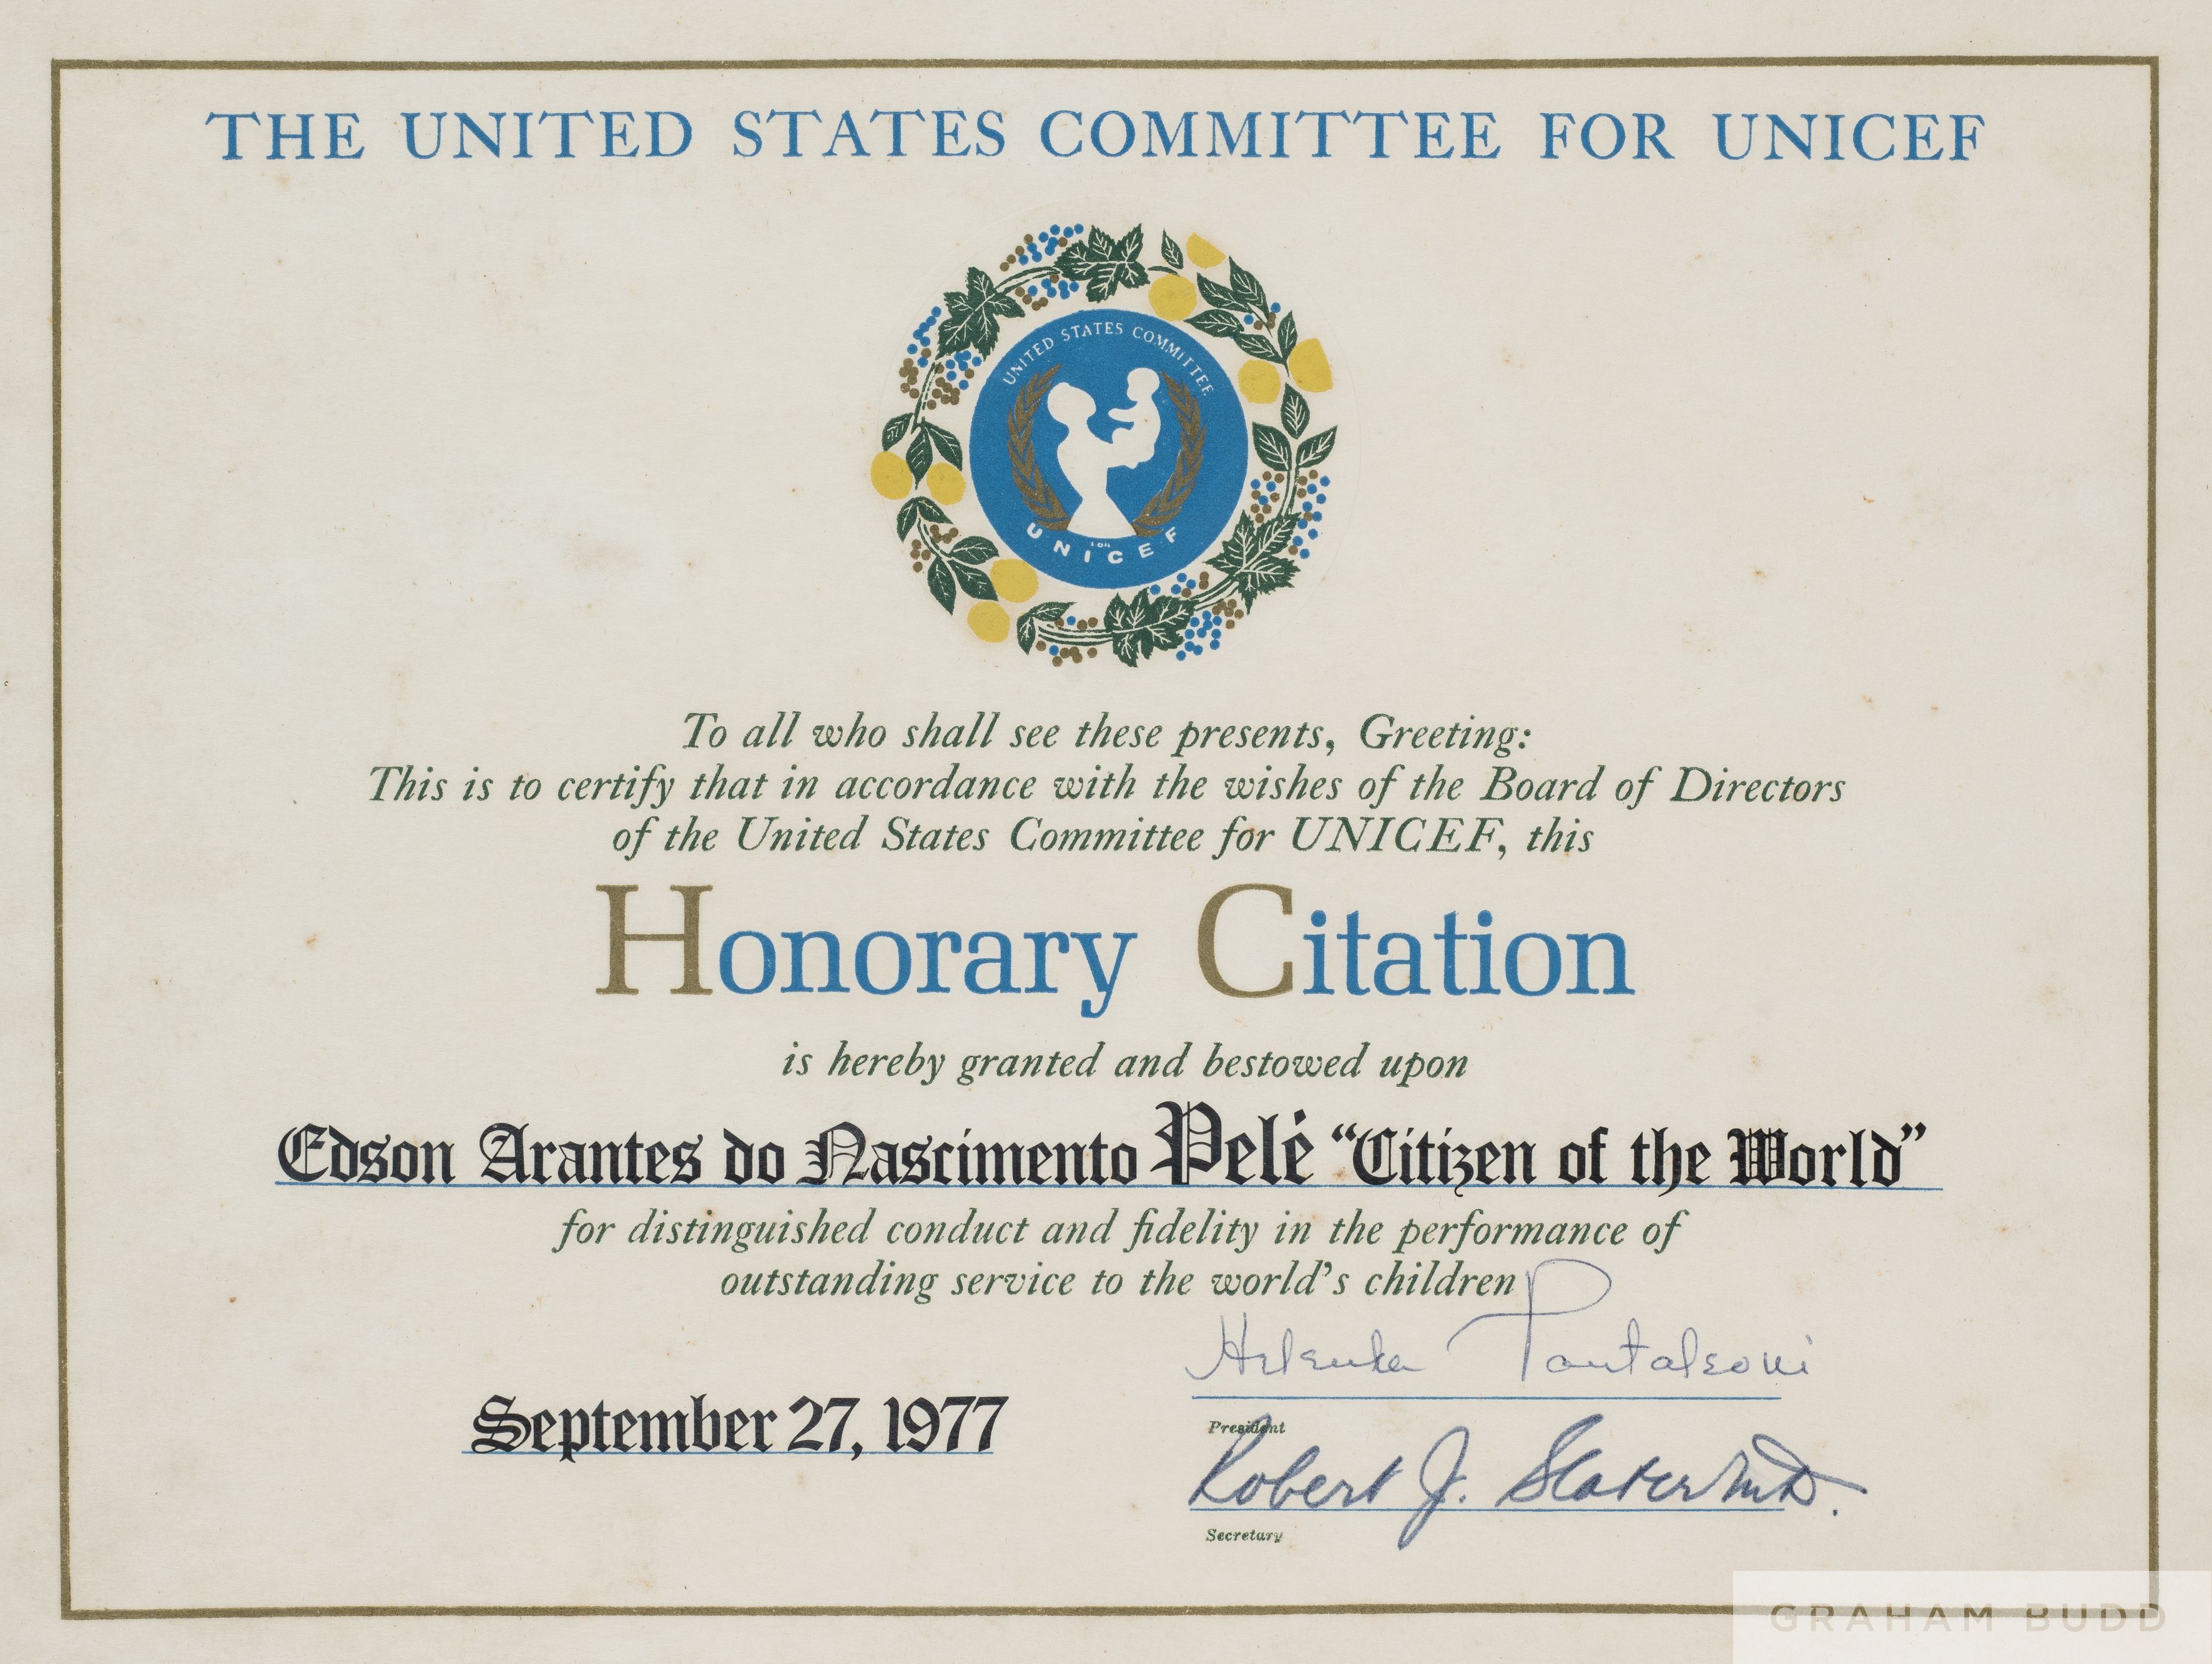 THE UNITED STATES COMMITTEE FOR UNICEF
UNITED STATES COMMITTEE
FOR
UNICEF
To all who shall see these presents, Greeting:
This is to certify that in accordance with the wishes of the Board of Directors
of the United States Committee for UNICEF, this
Honorary Citation
is hereby granted and bestowed upon
Edson Arantes do Nascimento Pelé “Citizen of the World”
for distinguished conduct and fidelity in the performance of
outstanding service to the world's children
Helenka Pantaleoni
September 27, 1977
President
Robert J. Slater M.D.
Secretary
GRAHAM BUDD